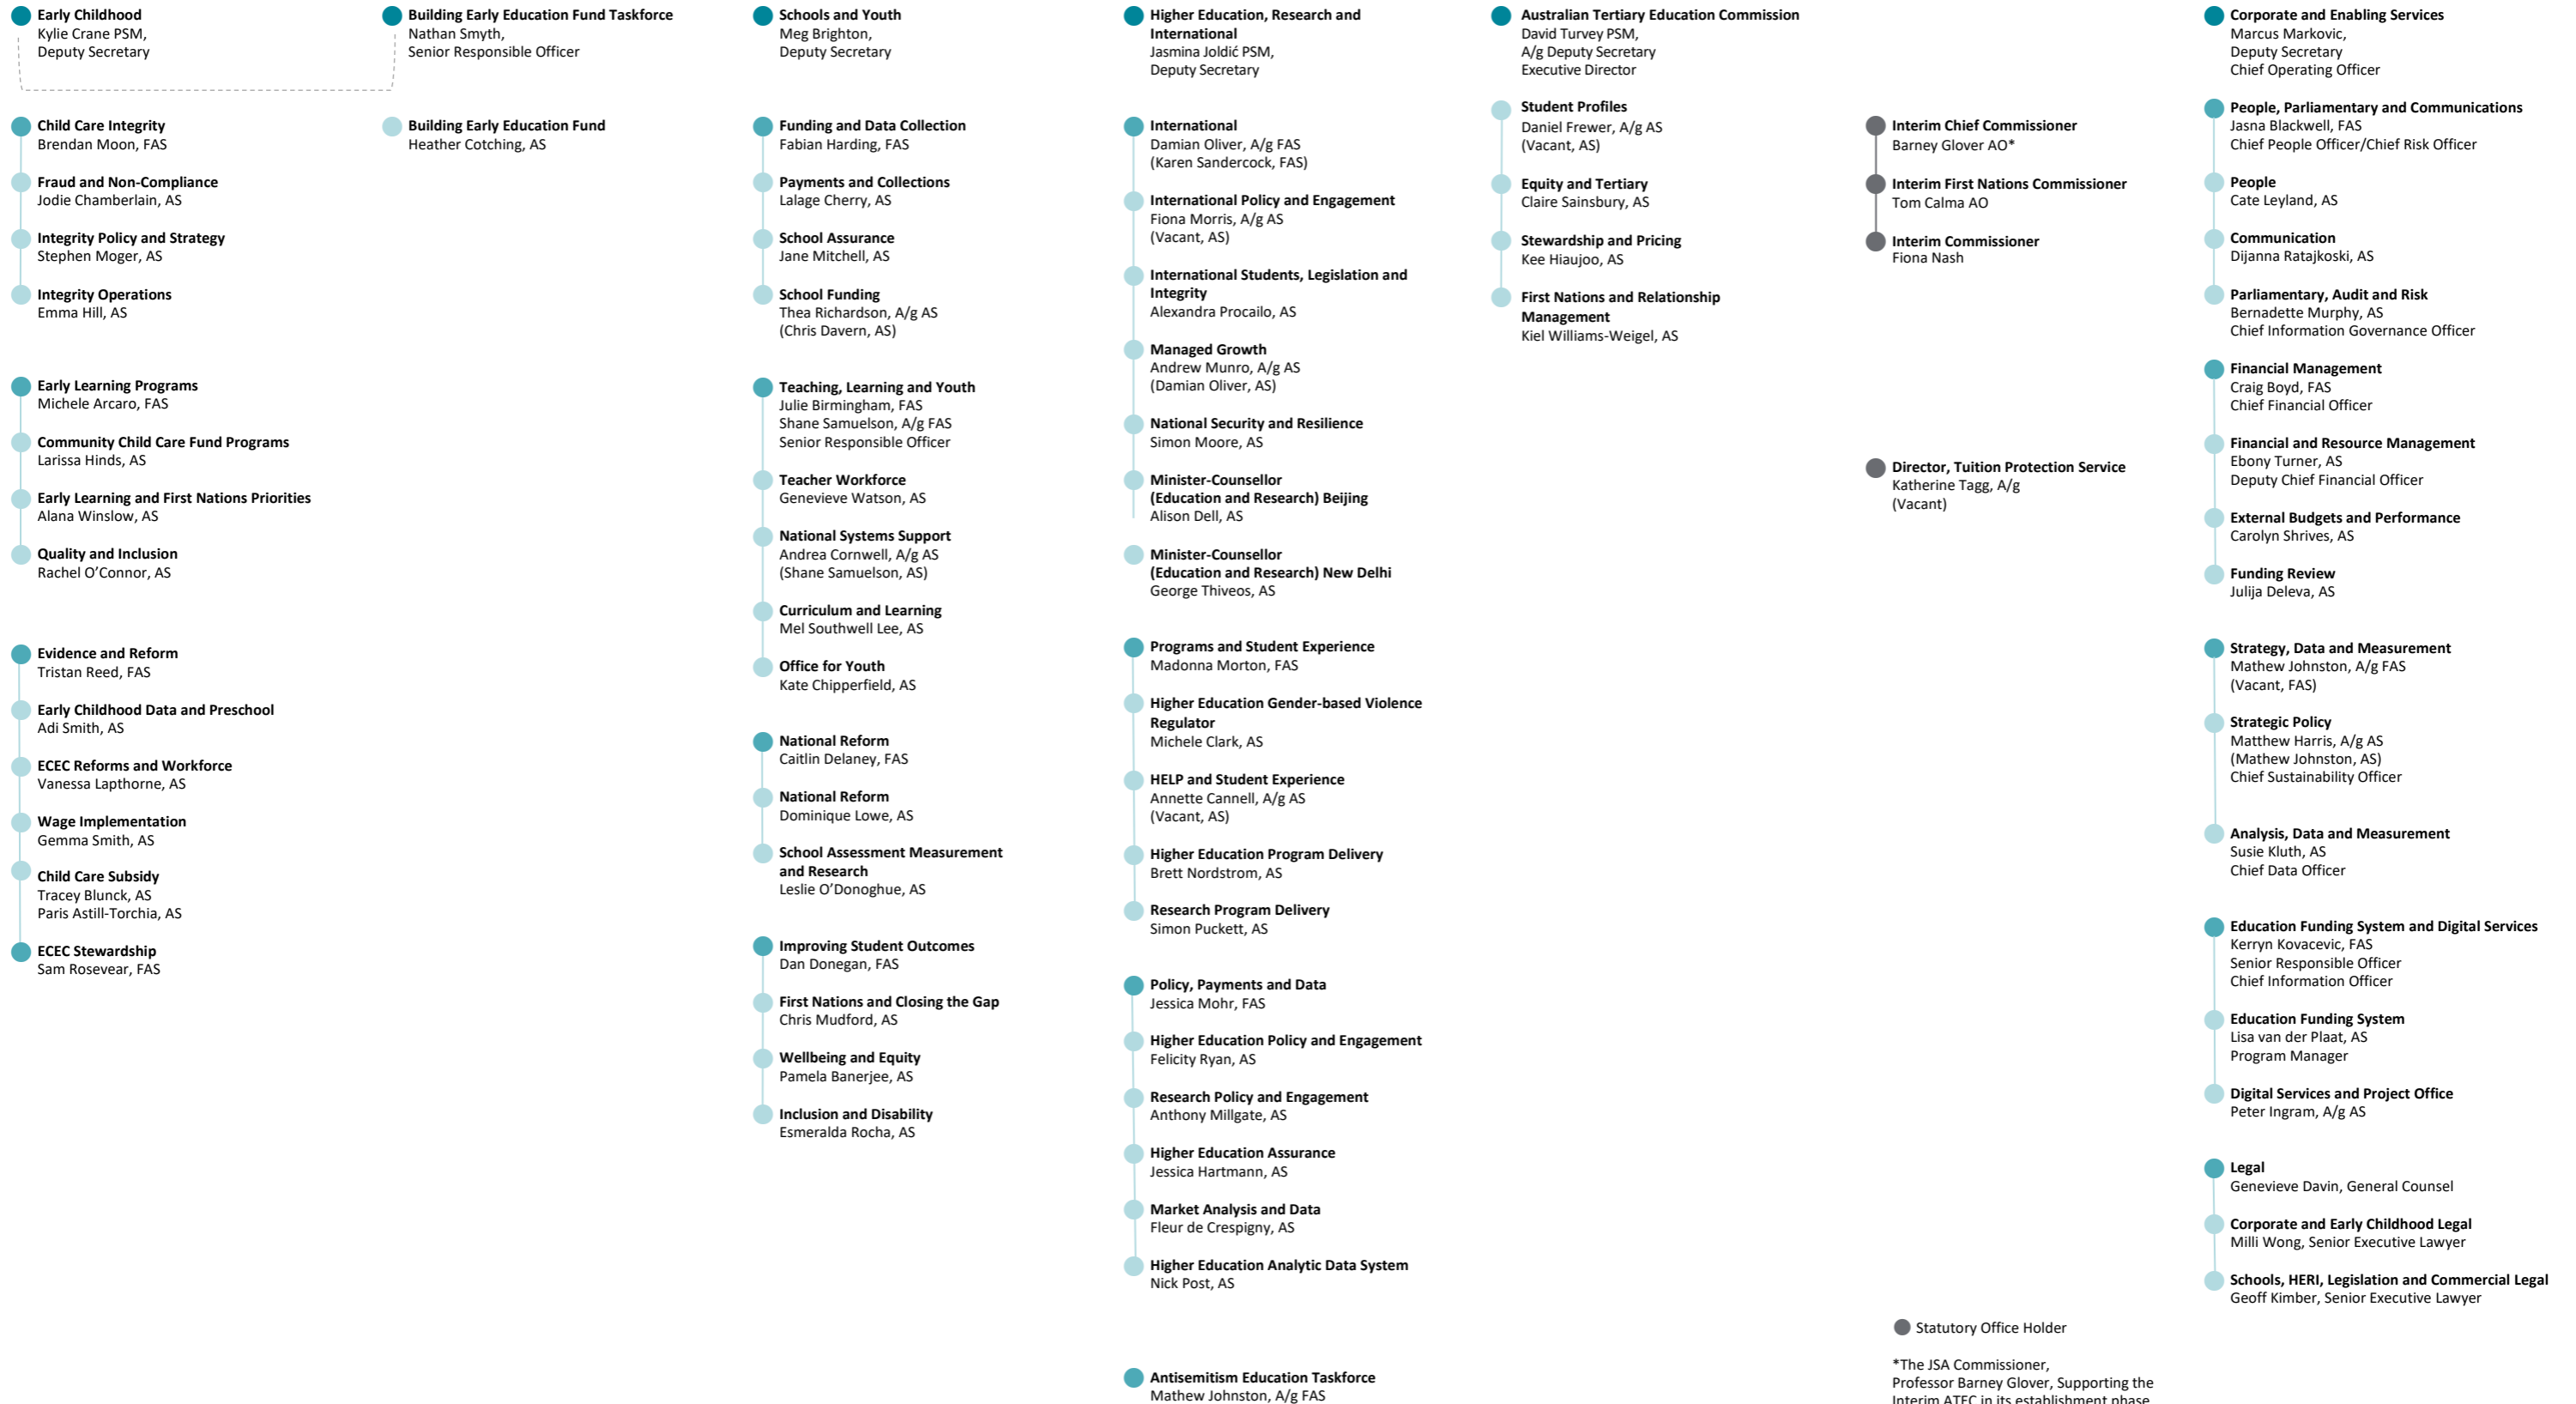 Early Childhood
Kylie Crane PSM,
Deputy Secretary
Child Care Integrity
Brendan Moon, FAS
Fraud and Non-Compliance
Jodie Chamberlain, AS
Integrity Policy and Strategy
Stephen Moger, AS
Integrity Operations
Emma Hill, AS
Early Learning Programs
Michele Arcaro, FAS
Community Child Care Fund Programs
Larissa Hinds, AS
Early Learning and First Nations Priorities
Alana Winslow, AS
Quality and Inclusion
Rachel O’Connor, AS
Evidence and Reform
Tristan Reed, FAS
Early Childhood Data and Preschool
Adi Smith, AS
ECEC Reforms and Workforce
Vanessa Lapthorne, AS
Wage Implementation
Gemma Smith, AS
Child Care Subsidy
Tracey Blunck, AS
Paris Astill-Torchia, AS
ECEC Stewardship
Sam Rosevear, FAS
Building Early Education Fund Taskforce
Nathan Smyth,
Senior Responsible Officer
Building Early Education Fund
Heather Cotching, AS
Schools and Youth
Meg Brighton,
Deputy Secretary
Funding and Data Collection
Fabian Harding, FAS
Payments and Collections
Lalage Cherry, AS
School Assurance
Jane Mitchell, AS
School Funding
Thea Richardson, A/g AS
(Chris Davern, AS)
Teaching, Learning and Youth
Julie Birmingham, FAS
Shane Samuelson, A/g FAS
Senior Responsible Officer
Teacher Workforce
Genevieve Watson, AS
National Systems Support
Andrea Cornwell, A/g AS
(Shane Samuelson, AS)
Curriculum and Learning
Mel Southwell Lee, AS
Office for Youth
Kate Chipperfield, AS
National Reform
Caitlin Delaney, FAS
National Reform
Dominique Lowe, AS
School Assessment Measurement
and Research
Leslie O’Donoghue, AS
Improving Student Outcomes
Dan Donegan, FAS
First Nations and Closing the Gap
Chris Mudford, AS
Wellbeing and Equity
Pamela Banerjee, AS
Inclusion and Disability
Esmeralda Rocha, AS
Higher Education, Research and
International
Jasmina Joldić PSM,
Deputy Secretary
International
Damian Oliver, A/g FAS
(Karen Sandercock, FAS)
International Policy and Engagement
Fiona Morris, A/g AS
(Vacant, AS)
International Students, Legislation and
Integrity
Alexandra Procailo, AS
Managed Growth
Andrew Munro, A/g AS
(Damian Oliver, AS)
National Security and Resilience
Simon Moore, AS
Minister-Counsellor
(Education and Research) Beijing
Alison Dell, AS
Minister-Counsellor
(Education and Research) New Delhi
George Thiveos, AS
Programs and Student Experience
Madonna Morton, FAS
Higher Education Gender-based Violence
Regulator
Michele Clark, AS
HELP and Student Experience
Annette Cannell, A/g AS
(Vacant, AS)
Higher Education Program Delivery
Brett Nordstrom, AS
Research Program Delivery
Simon Puckett, AS
Policy, Payments and Data
Jessica Mohr, FAS
Higher Education Policy and Engagement
Felicity Ryan, AS
Research Policy and Engagement
Anthony Millgate, AS
Higher Education Assurance
Jessica Hartmann, AS
Market Analysis and Data
Fleur de Crespigny, AS
Higher Education Analytic Data System
Nick Post, AS
Antisemitism Education Taskforce
Mathew Johnston, A/g FAS
Australian Tertiary Education Commission
David Turvey PSM,
A/g Deputy Secretary
Executive Director
Student Profiles
Daniel Frewer, A/g AS
(Vacant, AS)
Equity and Tertiary
Claire Sainsbury, AS
Stewardship and Pricing
Kee Hiaujoo, AS
First Nations and Relationship
Management
Kiel Williams-Weigel, AS
Interim Chief Commissioner
Barney Glover AO*
Interim First Nations Commissioner
Tom Calma AO
Interim Commissioner
Fiona Nash
Director, Tuition Protection Service
Katherine Tagg, A/g
(Vacant)
Statutory Office Holder
*The JSA Commissioner,
Professor Barney Glover, Supporting the
Interim ATEC in its establishment phase
Corporate and Enabling Services
Marcus Markovic,
Deputy Secretary
Chief Operating Officer
People, Parliamentary and Communications
Jasna Blackwell, FAS
Chief People Officer/Chief Risk Officer
People
Cate Leyland, AS
Communication
Dijanna Ratajkoski, AS
Parliamentary, Audit and Risk
Bernadette Murphy, AS
Chief Information Governance Officer
Financial Management
Craig Boyd, FAS
Chief Financial Officer
Financial and Resource Management
Ebony Turner, AS
Deputy Chief Financial Officer
External Budgets and Performance
Carolyn Shrives, AS
Funding Review
Julija Deleva, AS
Strategy, Data and Measurement
Mathew Johnston, A/g FAS
(Vacant, FAS)
Strategic Policy
Matthew Harris, A/g AS
(Mathew Johnston, AS)
Chief Sustainability Officer
Analysis, Data and Measurement
Susie Kluth, AS
Chief Data Officer
Education Funding System and Digital Services
Kerryn Kovacevic, FAS
Senior Responsible Officer
Chief Information Officer
Education Funding System
Lisa van der Plaat, AS
Program Manager
Digital Services and Project Office
Peter Ingram, A/g AS
Legal
Genevieve Davin, General Counsel
Corporate and Early Childhood Legal
Milli Wong, Senior Executive Lawyer
Schools, HERI, Legislation and Commercial Legal
Geoff Kimber, Senior Executive Lawyer